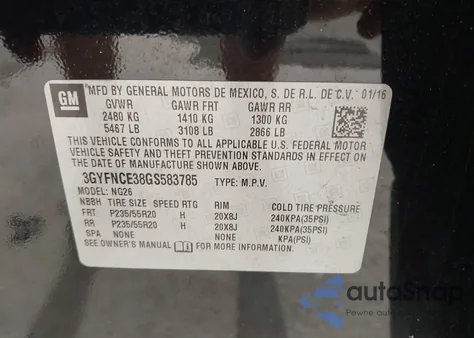 GM
MFD BY GENERAL MOTORS DE MEXICO, S. DE R.L. DE C.V. 01/16
GVWR GAWR FRT GAWR RR
2480 KG 1410 KG 1300 KG
5467 LB 3108 LB 2866 LB
THIS VEHICLE CONFORMS TO ALL APPLICABLE U.S. FEDERAL MOTOR
VEHICLE SAFETY AND THEFT PREVENTION STANDARDS IN EFFECT ON THE
DATE OF MANUFACTURE SHOWN ABOVE.
3GYFNCE38GS583785 TYPE: M.P.V.
MODEL: NG26
NBBH TIRE SIZE SPEED RTG RIM COLD TIRE PRESSURE
FRT P235/55R20 H 20X8J 240KPA(35PSI)
RR P235/55R20 H 20X8J 240KPA(35PSI)
SPA NONE NONE KPA(PSI)
SEE OWNER'S MANUAL FOR MORE INFORMATION.
autoSnap
Pewne auto